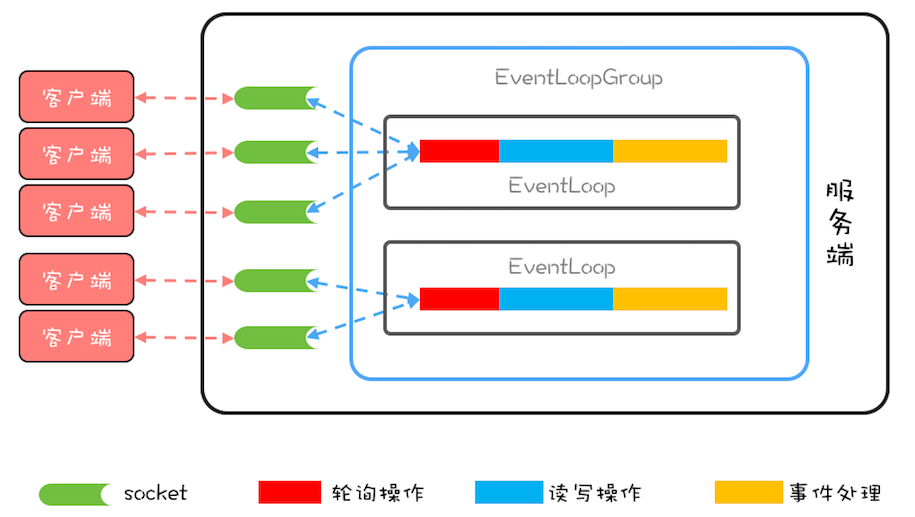 EventLoopGroup
客户端
客户端
EventLoop
客户端
服务端
客户端
EventLoop
客户端
socket
轮询操作
读写操作
事件处理